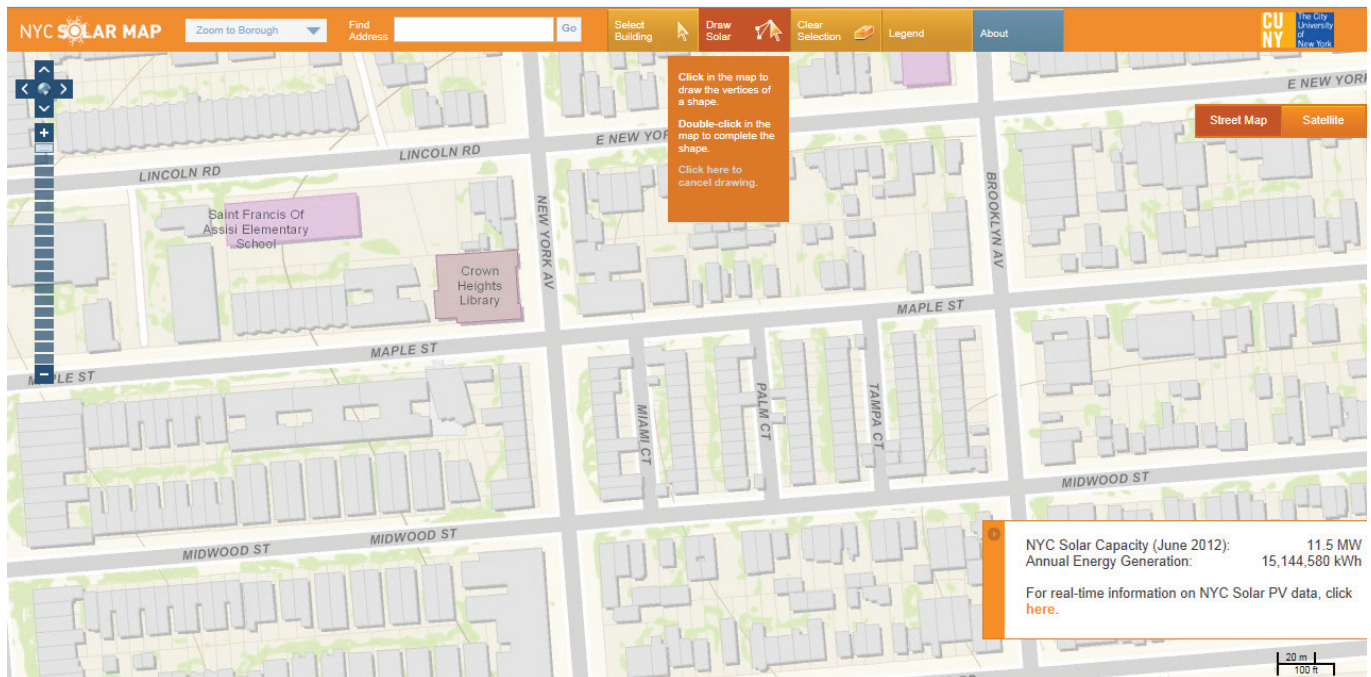 NYC SOLAR MAP
Zoom to Borough
Find
Address
Go
Select
Building
Draw
Solar
Clear
Selection
Legend
About
CU
NY
The City
University
of
New York
Click in the map to
draw the vertices of
a shape.
Double-click in the
map to complete the
shape.
Click here to
cancel drawing.
Street Map
Satellite
E NEW YORK
E NEW YOR
LINCOLN RD
LINCOLN RD
Saint Francis Of
Assisi Elementary
School
Crown
Heights
Library
NEW YORK AV
BROOKLYN AV
MAPLE ST
MAPLE ST
MAPLE ST
MIAMI CT
PALM CT
TAMPA CT
MIDWOOD ST
MIDWOOD ST
MIDWOOD ST
NYC Solar Capacity (June 2012): 11.5 MW
Annual Energy Generation: 15,144,580 kWh
For real-time information on NYC Solar PV data, click
here.
20 m
100 ft